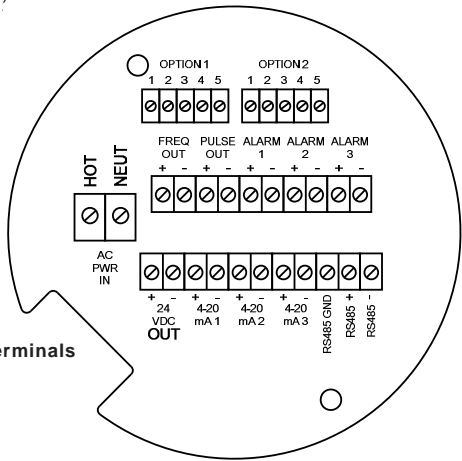 OPTION 1 OPTION 2
1 2 3 4 5 1 2 3 4 5
FREQ OUT PULSE OUT ALARM 1 ALARM 2 ALARM 3
+ - + - + - + - + -
HOT NEUT
AC PWR IN
+ - + - + - + -
24 VDC OUT 4-20 mA 1 4-20 mA 2 4-20 mA 3 RS485 GND RS485 + RS485 -
erminals